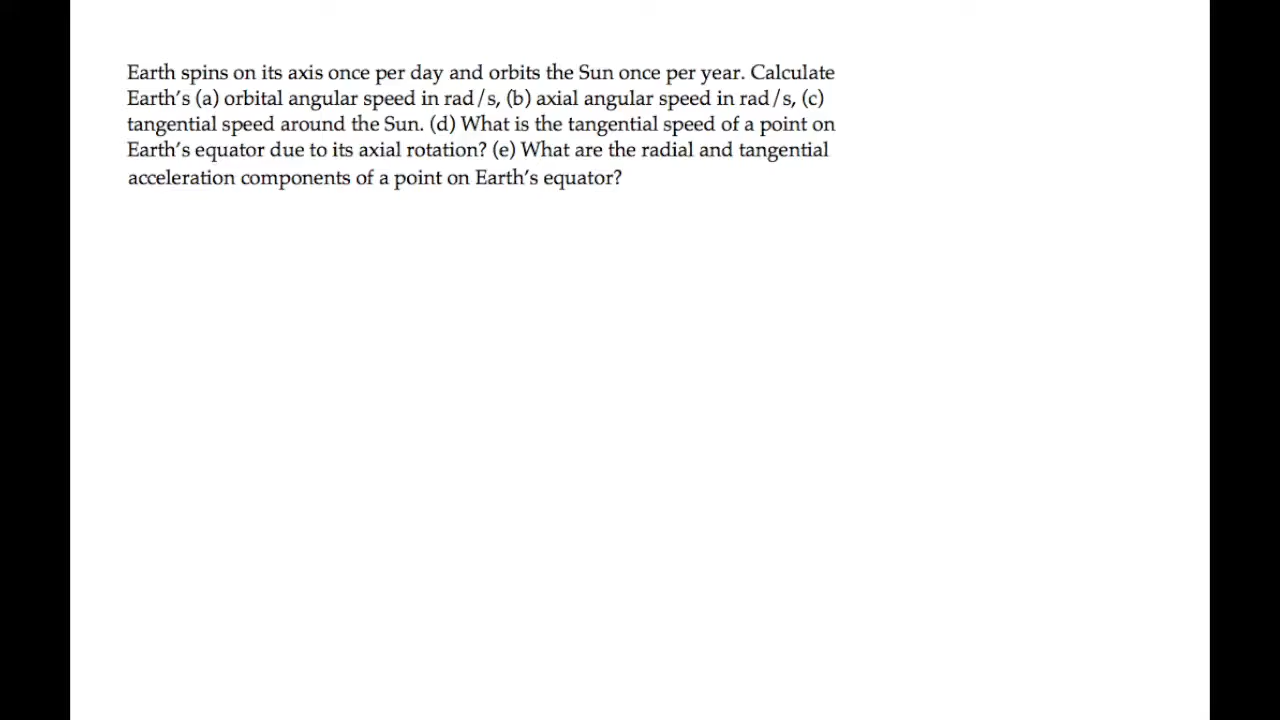 Earth spins on its axis once per day and orbits the Sun once per year. Calculate
Earth's (a) orbital angular speed in rad/s, (b) axial angular speed in rad/s, (c)
tangential speed around the Sun. (d) What is the tangential speed of a point on
Earth's equator due to its axial rotation? (e) What are the radial and tangential
acceleration components of a point on Earth's equator?